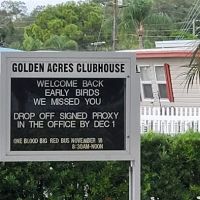 GOLDEN ACRES CLUBHOUSE
WELCOME BACK
EARLY BIRDS
WE MISSED YOU
DROP OFF SIGNED PROXY
IN THE OFFICE BY DEC 1
ONE BLOOD BIG RED BUS NOVEMBER 18
8:30AM-NOON